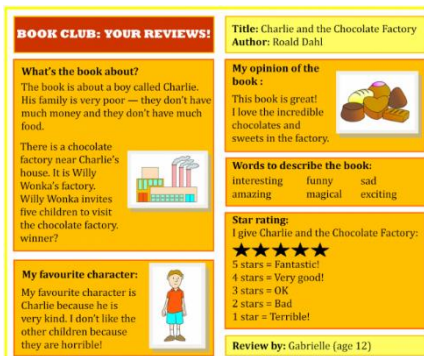 BOOK CLUB: YOUR REVIEWS!
What's the book about?
The book is about a boy called Charlie.
His family is very poor — they don't have
much money and they don't have much
food.
There is a chocolate
factory near Charlie's
house. It is Willy
Wonka's factory.
Willy Wonka invites
five children to visit
the chocolate factory.
winner?
My favourite character:
My favourite character is
Charlie because he is
very kind. I don't like the
other children because
they are horrible!
Title: Charlie and the Chocolate Factory
Author: Roald Dahl
My opinion of the
book :
This book is great!
I love the incredible
chocolates and
sweets in the factory.
Words to describe the book:
interesting funny sad
amazing magical exciting
Star rating:
I give Charlie and the Chocolate Factory:
5 stars = Fantastic!
4 stars = Very good!
3 stars = OK
2 stars = Bad
1 star = Terrible!
Review by: Gabrielle (age 12)